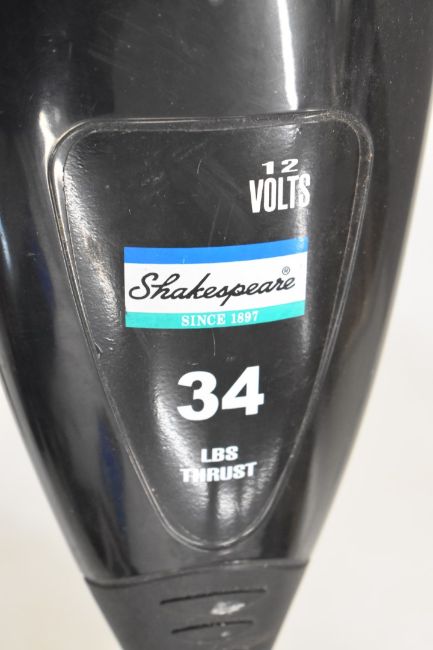 12
VOLTS
Shakespeare®
SINCE 1897
34
LBS
THRUST